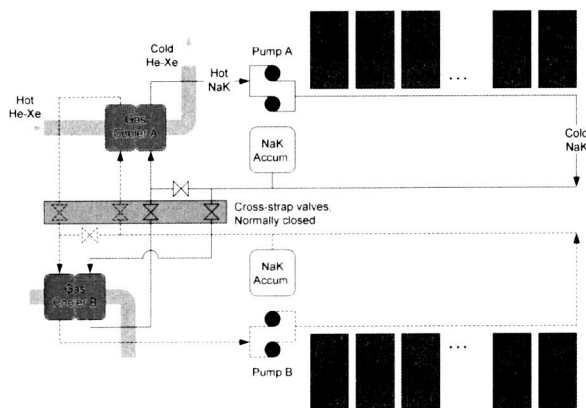 Cold
He-Xe
Pump A
Hot
NaK
Hot
He-Xe
Gas
Cooler A
NaK
Accum.
Cold
NaK
...
Cross-strap valves,
Normally closed
Gas
Cooler B
NaK
Accum.
Pump B
...